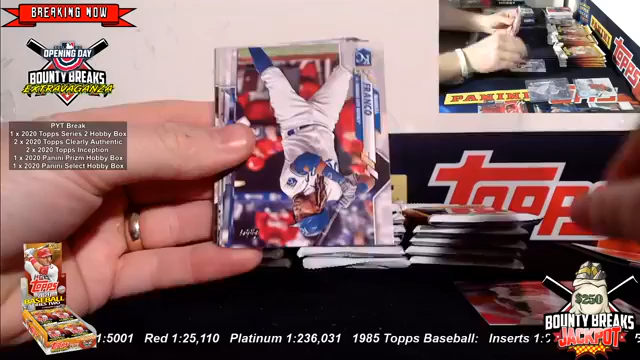 BREAKING NOW
OPENING DAY
BOUNTY BREAKS
EXTRAVAGANZA
PYT Break
1 x 2020 Topps Series 2 Hobby Box
2 x 2020 Topps Clearly Authentic
2 x 2020 Topps Inception
1 x 2020 Panini Prizm Hobby Box
1 x 2020 Panini Select Hobby Box
FRANCO
KC
PANINI
TOPPS
topps
BASEBALL
$250
BOUNTY BREAKS
JACKPOT
1:5001 Red 1:25,110 Platinum 1:236,031 1985 Topps Baseball: Inserts